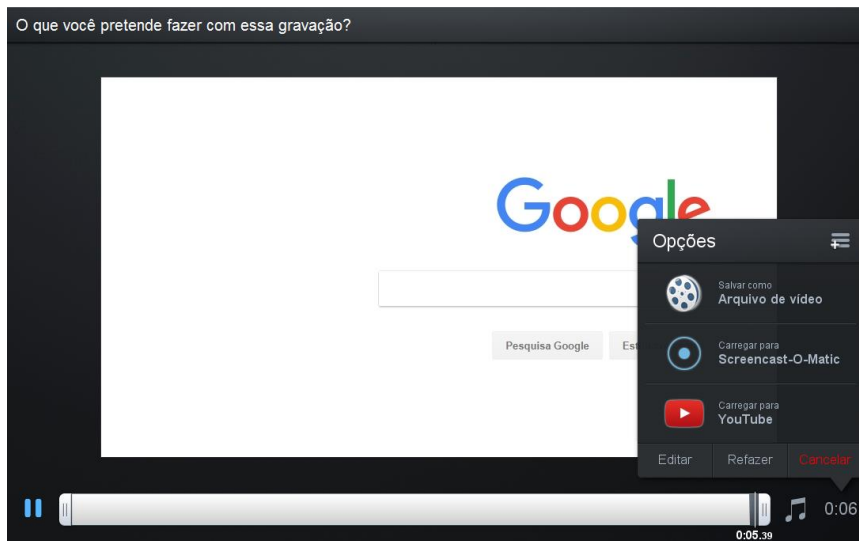 O que você pretende fazer com essa gravação?
Google
Opções
Salvar como
Arquivo de vídeo
Pesquisa Google
Est
Carregar para
Screencast-O-Matic
Carregar para
YouTube
Editar Refazer Cancelar
0:06
0:05.39